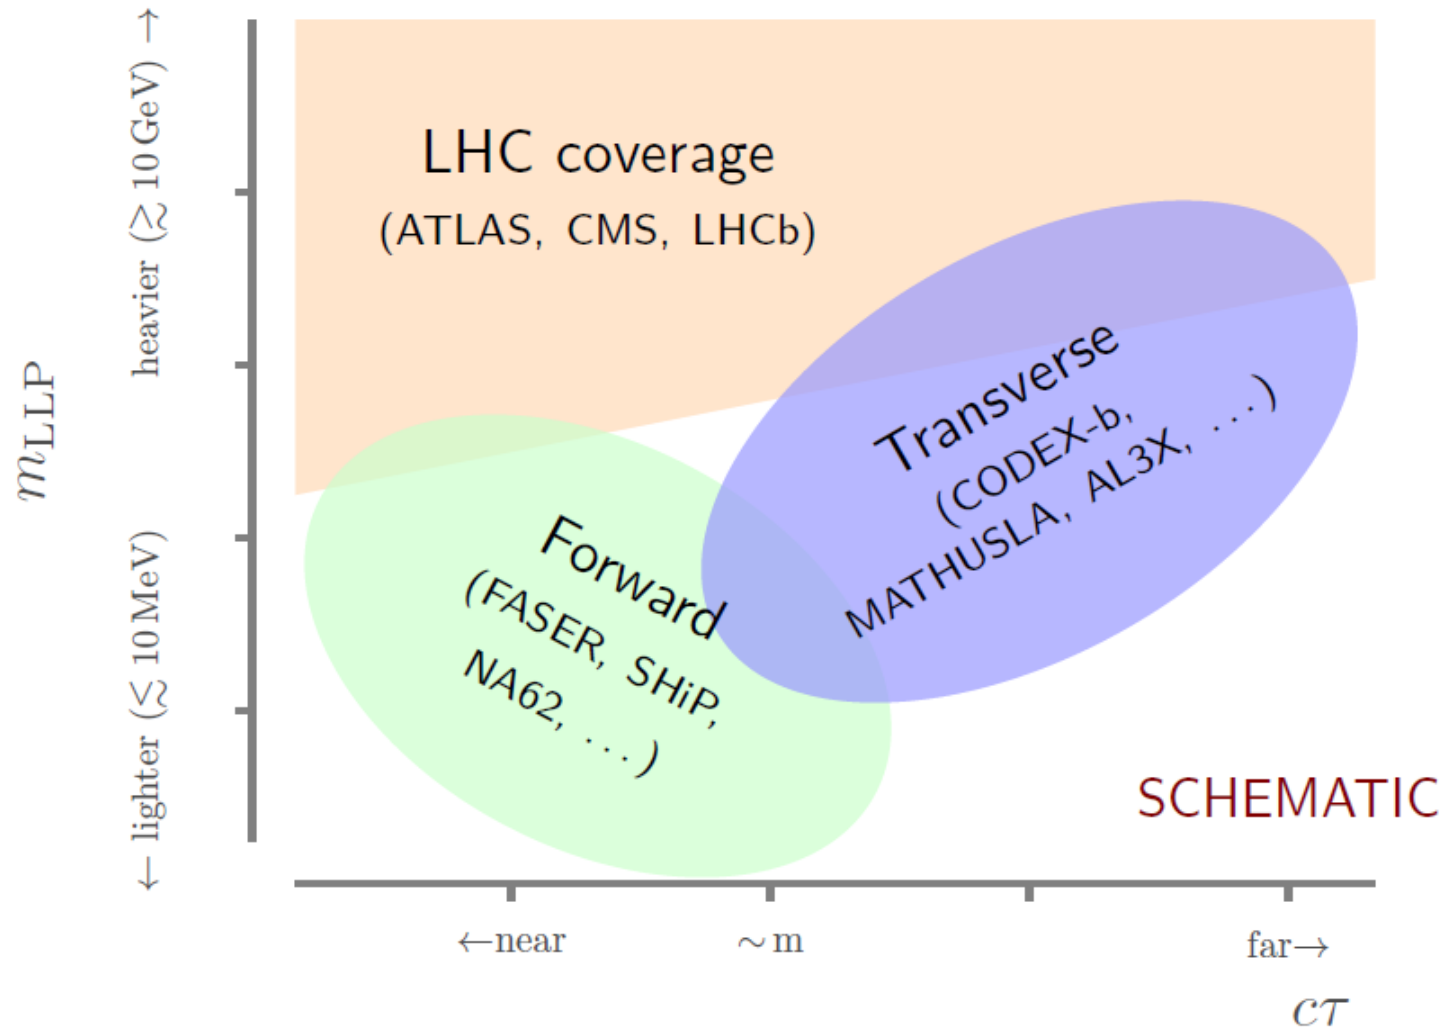 heavier (≳ 10 GeV) →
← lighter (≲ 10 MeV)
m_LLP
LHC coverage
(ATLAS, CMS, LHCb)
Transverse
(CODEX-b,
MATHUSLA, AL3X, ...)
Forward
(FASER, SHiP,
NA62, ...)
SCHEMATIC
←near
∼ m
far→
cτ